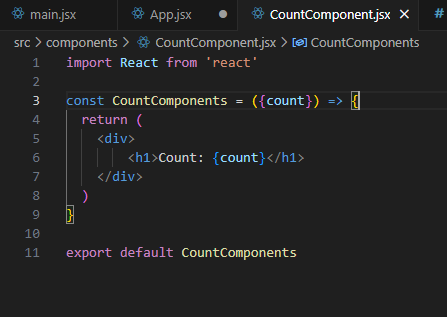 main.jsx App.jsx CountComponent.jsx #
src > components > CountComponent.jsx > CountComponents
1 import React from 'react'
2
3 const CountComponents = ({count}) => {
4 return (
5 <div>
6 <h1>Count: {count}</h1>
7 </div>
8 )
9 }
10
11 export default CountComponents